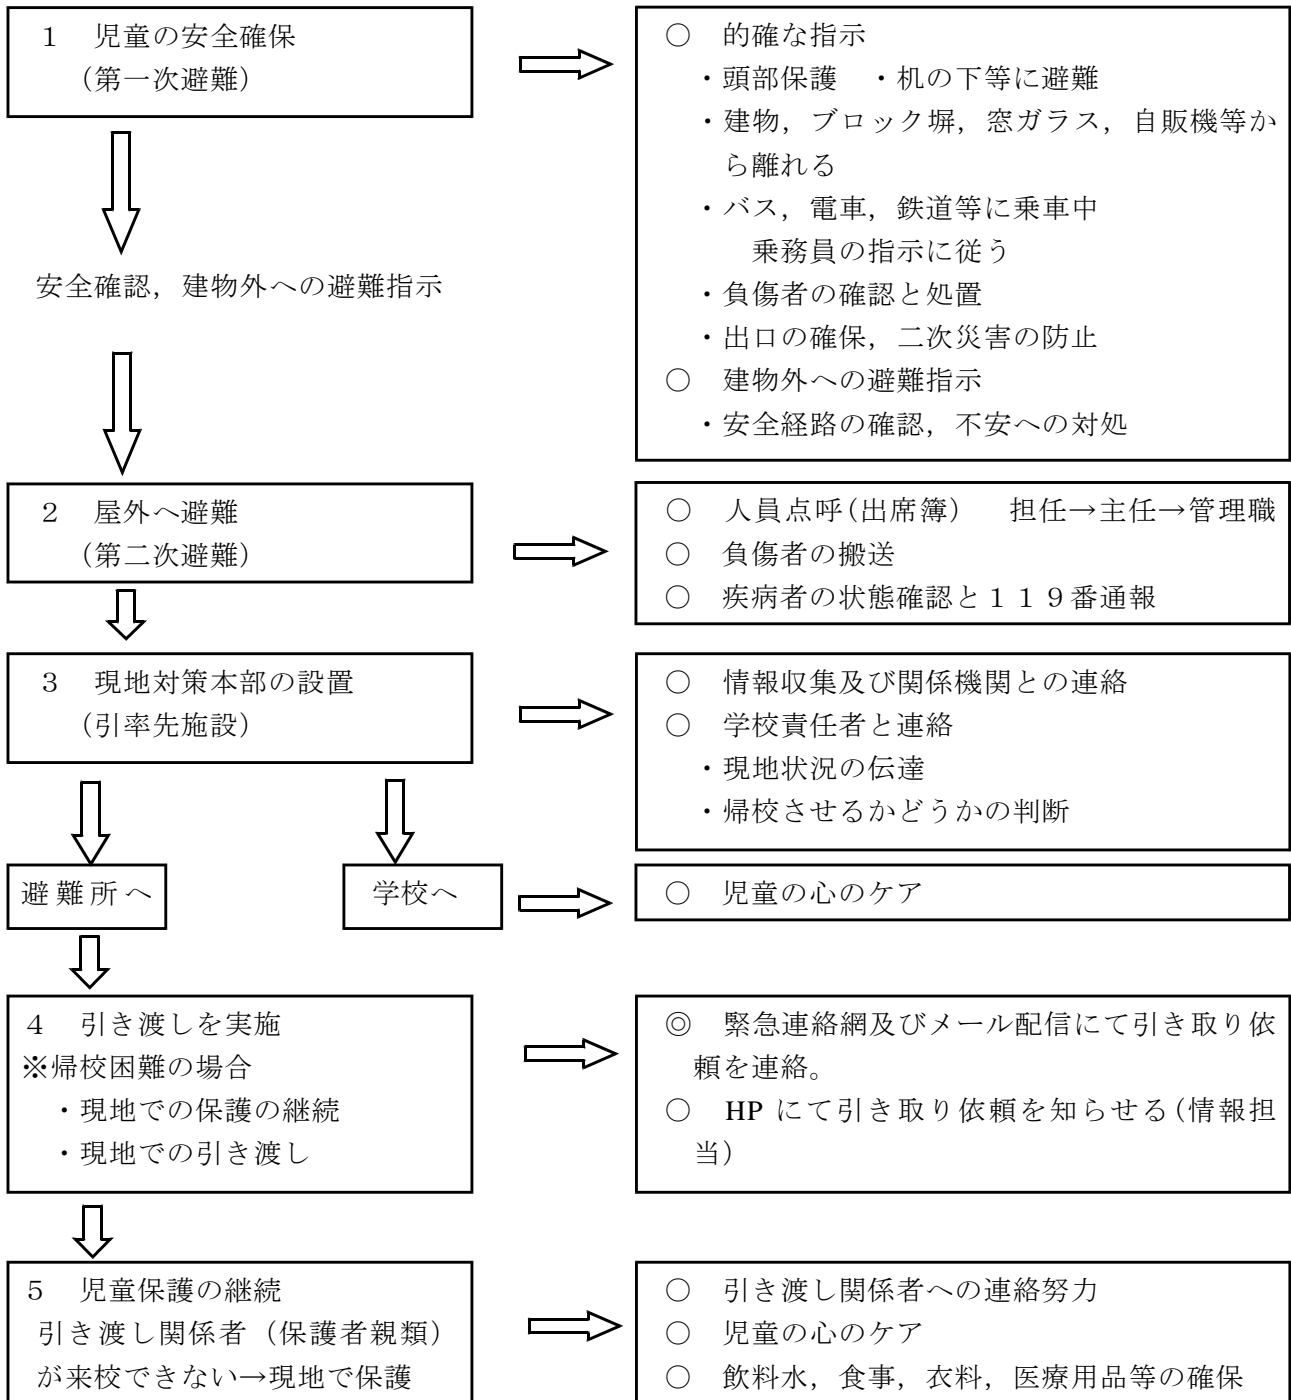 １　児童の安全確保
（第一次避難）
○　的確な指示
・頭部保護　・机の下等に避難
・建物，ブロック塀，窓ガラス，自販機等か
ら離れる
・バス，電車，鉄道等に乗車中
乗務員の指示に従う
・負傷者の確認と処置
・出口の確保，二次災害の防止
○　建物外への避難指示
・安全経路の確認，不安への対処
安全確認，建物外への避難指示
２　屋外へ避難
（第二次避難）
○　人員点呼（出席簿）　担任→主任→管理職
○　負傷者の搬送
○　疾病者の状態確認と１１９番通報
３　現地対策本部の設置
（引率先施設）
○　情報収集及び関係機関との連絡
○　学校責任者と連絡
・現地状況の伝達
・帰校させるかどうかの判断
避難所へ
学校へ
○　児童の心のケア
４　引き渡しを実施
※帰校困難の場合
・現地での保護の継続
・現地での引き渡し
◎　緊急連絡網及びメール配信にて引き取り依
頼を連絡。
○　HP にて引き取り依頼を知らせる（情報担
当）
５　児童保護の継続
引き渡し関係者（保護者親類）
が来校できない→現地で保護
○　引き渡し関係者への連絡努力
○　児童の心のケア
○　飲料水，食事，衣料，医療用品等の確保